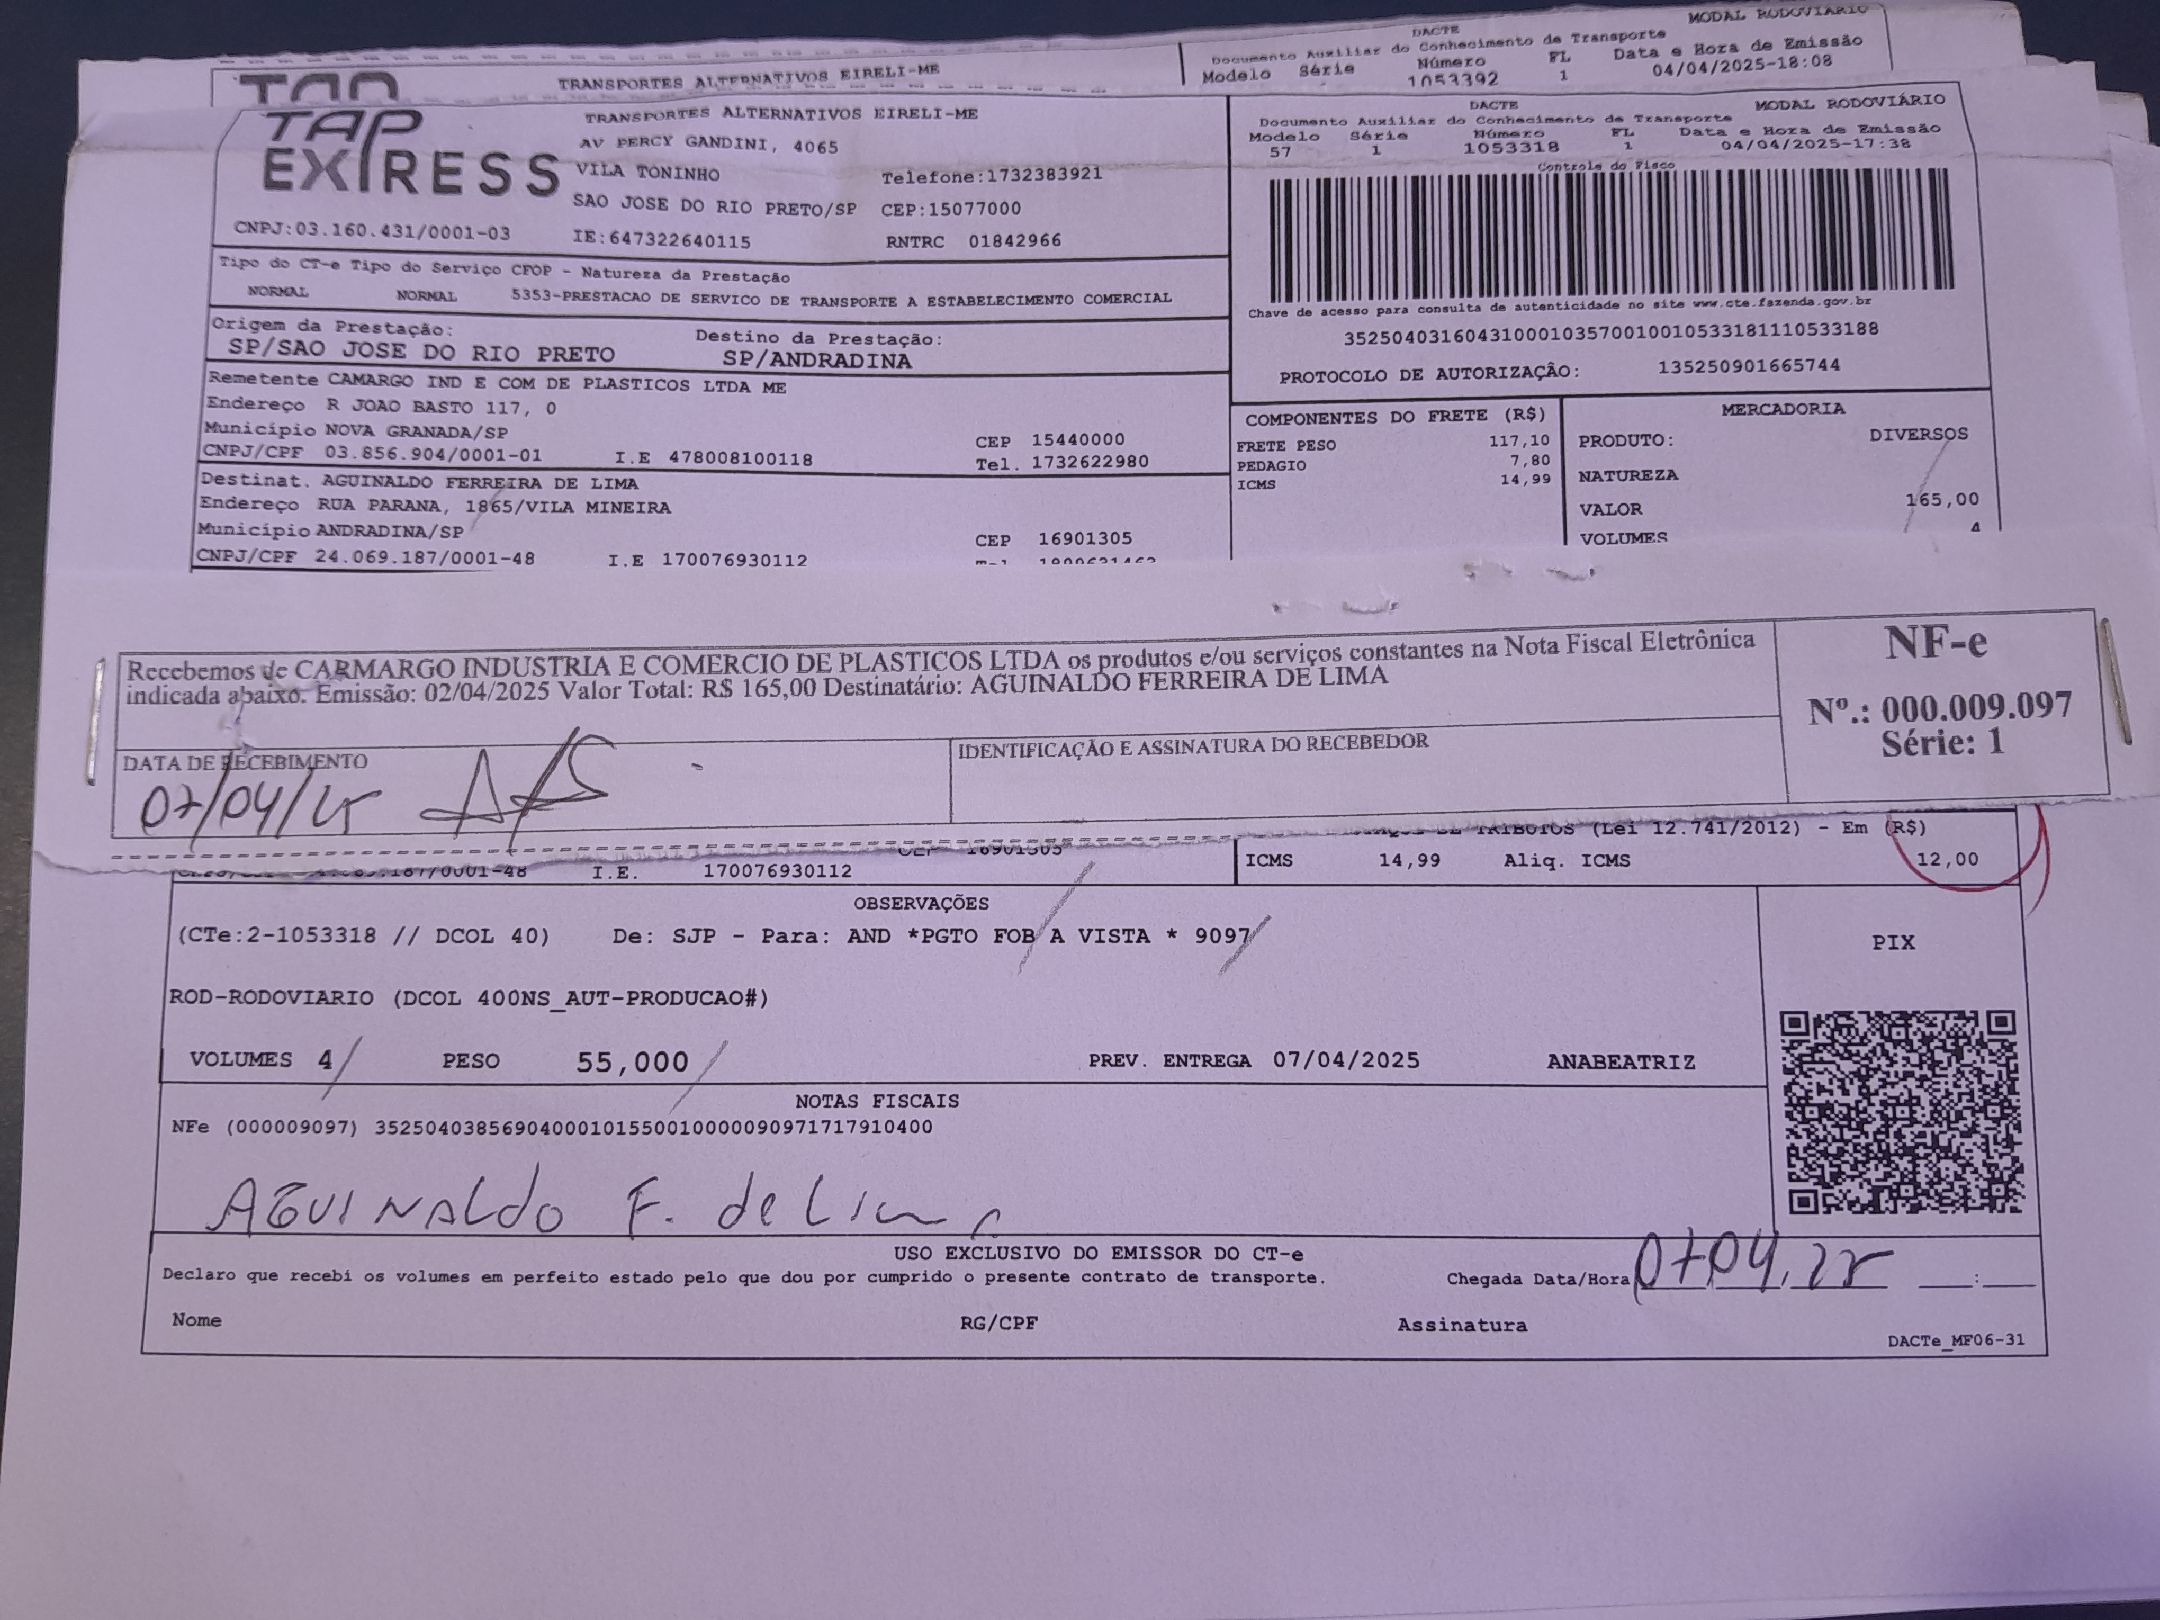 TRANSPORTES ALTERNATIVOS EIRELI-ME
DACTE
MODAL RODOVIÁRIO
Documento Auxiliar do Conhecimento de Transporte
Modelo Série Número FL Data e Hora de Emissão
1053392 1 04/04/2025-18:08
TAP EXPRESS
TRANSPORTES ALTERNATIVOS EIRELI-ME
AV PERCY GANDINI, 4065
VILA TONINHO Telefone:1732383921
SAO JOSE DO RIO PRETO/SP CEP:15077000
CNPJ:03.160.431/0001-03 IE:647322640115 RNTRC 01842966
DACTE MODAL RODOVIÁRIO
Documento Auxiliar do Conhecimento de Transporte
Modelo Série Número FL Data e Hora de Emissão
57 1 1053318 1 04/04/2025-17:38
Controle do Fisco
Chave de acesso para consulta de autenticidade no site www.cte.fazenda.gov.br
35250403160431000103570010010533181110533188
PROTOCOLO DE AUTORIZAÇÃO: 135250901665744
Tipo do CT-e Tipo do Serviço CFOP - Natureza da Prestação
NORMAL NORMAL 5353-PRESTACAO DE SERVICO DE TRANSPORTE A ESTABELECIMENTO COMERCIAL
Origem da Prestação: Destino da Prestação:
SP/SAO JOSE DO RIO PRETO SP/ANDRADINA
Remetente CAMARGO IND E COM DE PLASTICOS LTDA ME
Endereço R JOAO BASTO 117, 0
Município NOVA GRANADA/SP CEP 15440000
CNPJ/CPF 03.856.904/0001-01 I.E 478008100118 Tel. 1732622980
Destinat. AGUINALDO FERREIRA DE LIMA
Endereço RUA PARANA, 1865/VILA MINEIRA
Município ANDRADINA/SP CEP 16901305
CNPJ/CPF 24.069.187/0001-48 I.E 170076930112
COMPONENTES DO FRETE (R$)
FRETE PESO 117,10
PEDAGIO 7,80
ICMS 14,99
MERCADORIA
PRODUTO: DIVERSOS
NATUREZA
VALOR 165,00
VOLUMES 4
Recebemos de CARMARGO INDUSTRIA E COMERCIO DE PLASTICOS LTDA os produtos e/ou serviços constantes na Nota Fiscal Eletrônica
indicada abaixo. Emissão: 02/04/2025 Valor Total: R$ 165,00 Destinatário: AGUINALDO FERREIRA DE LIMA
NF-e
Nº.: 000.009.097
Série: 1
DATA DE RECEBIMENTO
07/04/25
IDENTIFICAÇÃO E ASSINATURA DO RECEBEDOR
TRIBUTOS (Lei 12.741/2012) - Em (R$)
CEP 16901305
I.E. 170076930112
ICMS 14,99 Aliq. ICMS 12,00
OBSERVAÇÕES
(CTe:2-1053318 // DCOL 40) De: SJP - Para: AND *PGTO FOB A VISTA * 9097
ROD-RODOVIARIO (DCOL 400NS_AUT-PRODUCAO#)
VOLUMES 4 PESO 55,000 PREV. ENTREGA 07/04/2025 ANABEATRIZ
PIX
NOTAS FISCAIS
NFe (000009097) 35250403856904000101550010000090971717910400
AGUINALdo F. de Lima
USO EXCLUSIVO DO EMISSOR DO CT-e
Declaro que recebi os volumes em perfeito estado pelo que dou por cumprido o presente contrato de transporte. Chegada Data/Hora 07 04. 25 __:__
Nome RG/CPF Assinatura
DACTe_MF06-31